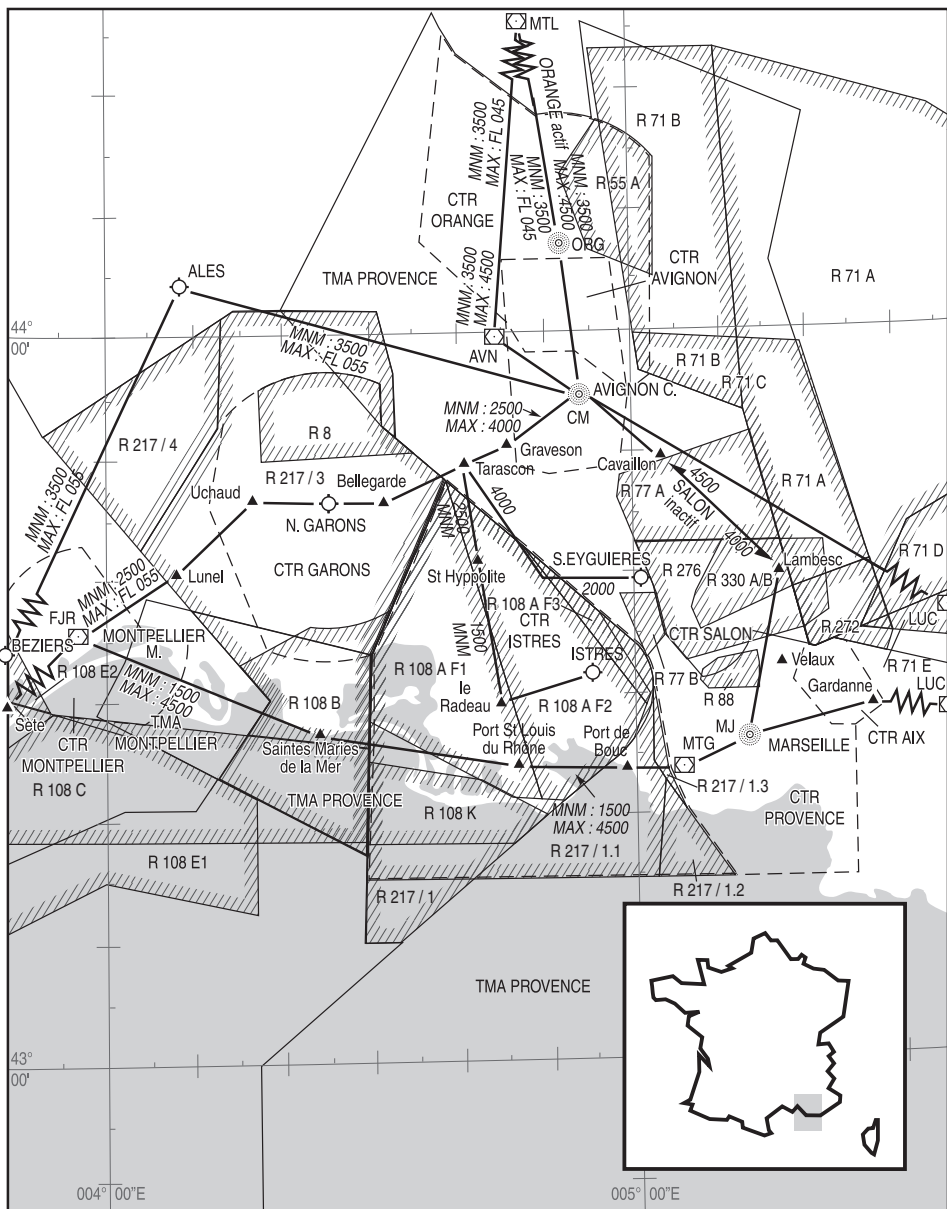 MTL
ORANGE actif
MNM : 3500
MAX : FL 045
MNM : 3500
MAX : FL 045
MNM : 3500
MAX : 4500
R 71 B
R 55 A
CTR
ORANGE
ORG
CTR
AVIGNON
TMA PROVENCE
ALES
R 71 A
MNM : 3500
MAX : 4500
44°
00'
MNM : 3500
MAX : FL 055
AVN
R 71 B
R 71 C
AVIGNON C.
CM
MNM : 2500
MAX : 4000
R 8
Graveson
R 217 / 4
Tarascon
Cavaillon
R 217 / 3
Bellegarde
R 77 A
R 71 A
Uchaud
4500
SALON
inactif
4000
MNM : 3500
MAX : FL 055
N. GARONS
4000
2500
MNM
S.EYGUIERES
R 71 D
St Hyppolite
Lambesc
R 276
R 330 A/B
CTR GARONS
Lunel
2000
MNM : 2500
MAX : FL 055
R 108 A F3
LUC
FJR
CTR
ISTRES
R 272
CTR SALON
BEZIERS
MONTPELLIER
M.
1500
MNM
ISTRES
R 71 E
Velaux
R 108 E2
R 108 A F1
R 77 B
MNM : 1500
MAX : 4500
le
Radeau
R 88
Gardanne
LUC
R 108 B
R 108 A F2
Sète
TMA
MONTPELLIER
Port St Louis
du Rhône
Port de
Bouc
MJ
MTG
MARSEILLE
CTR AIX
CTR
MONTPELLIER
Saintes Maries
de la Mer
R 108 C
R 217 / 1.3
TMA PROVENCE
CTR
PROVENCE
R 108 K
MNM : 1500
MAX : 4500
R 108 E1
R 217 / 1.1
R 217 / 1
R 217 / 1.2
TMA PROVENCE
43°
00'
004° 00"E
005° 00"E